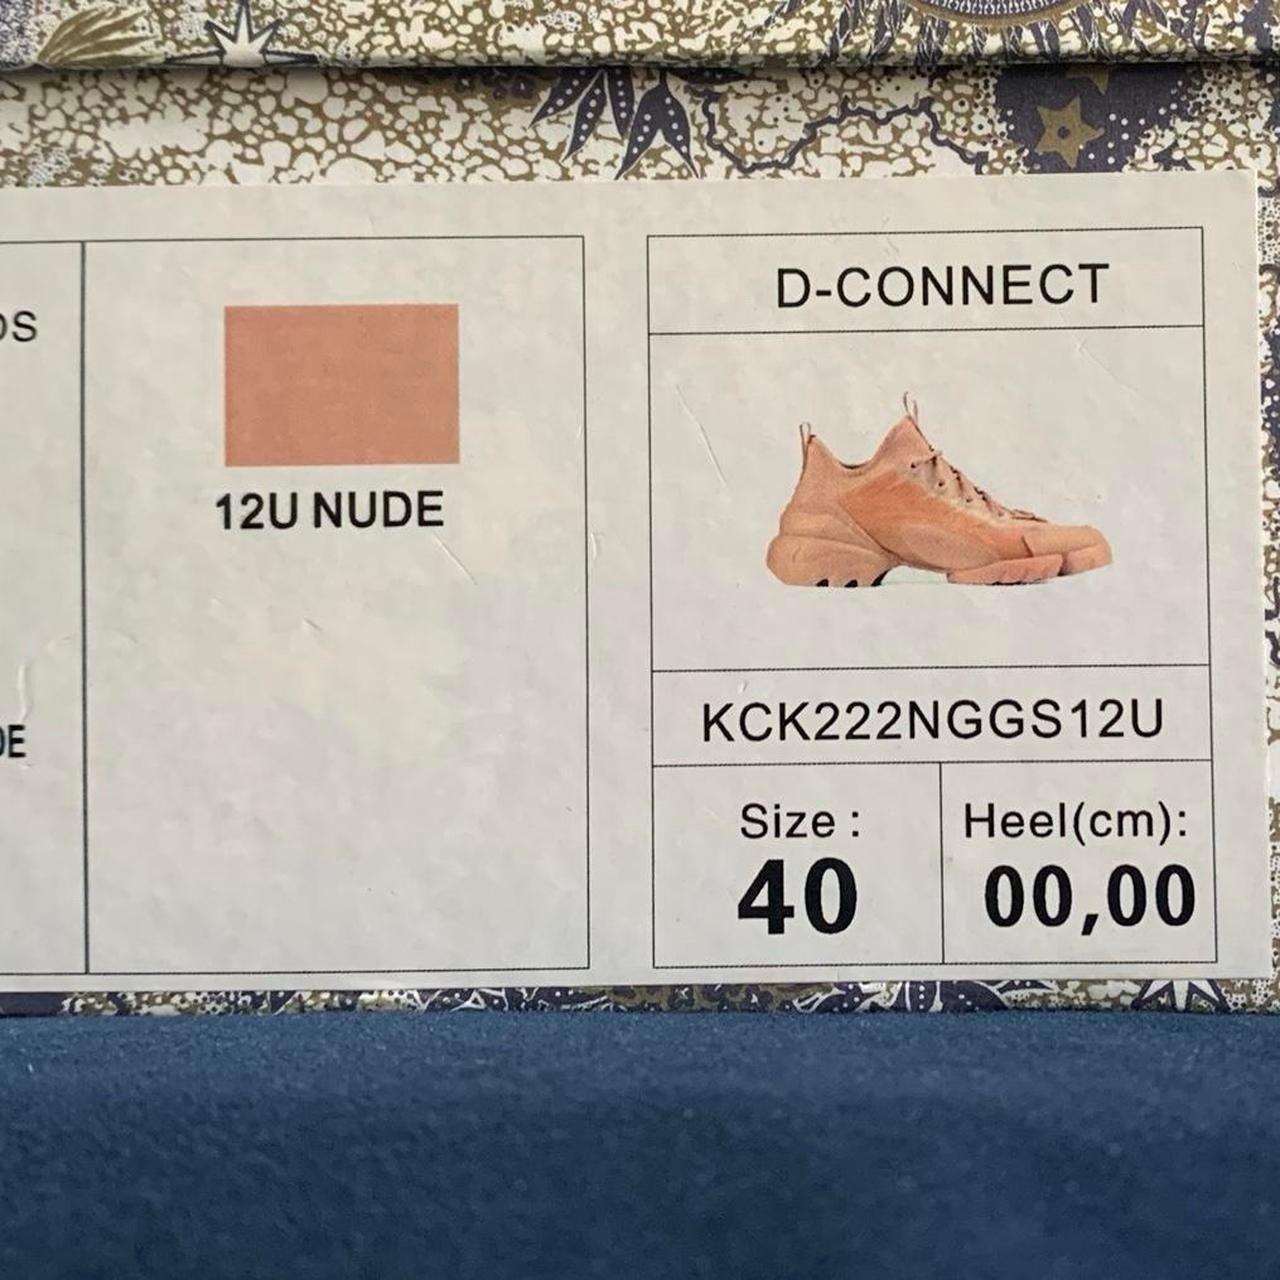 12U NUDE
D-CONNECT
KCK222NGGS12U
Size :
40
Heel(cm):
00,00